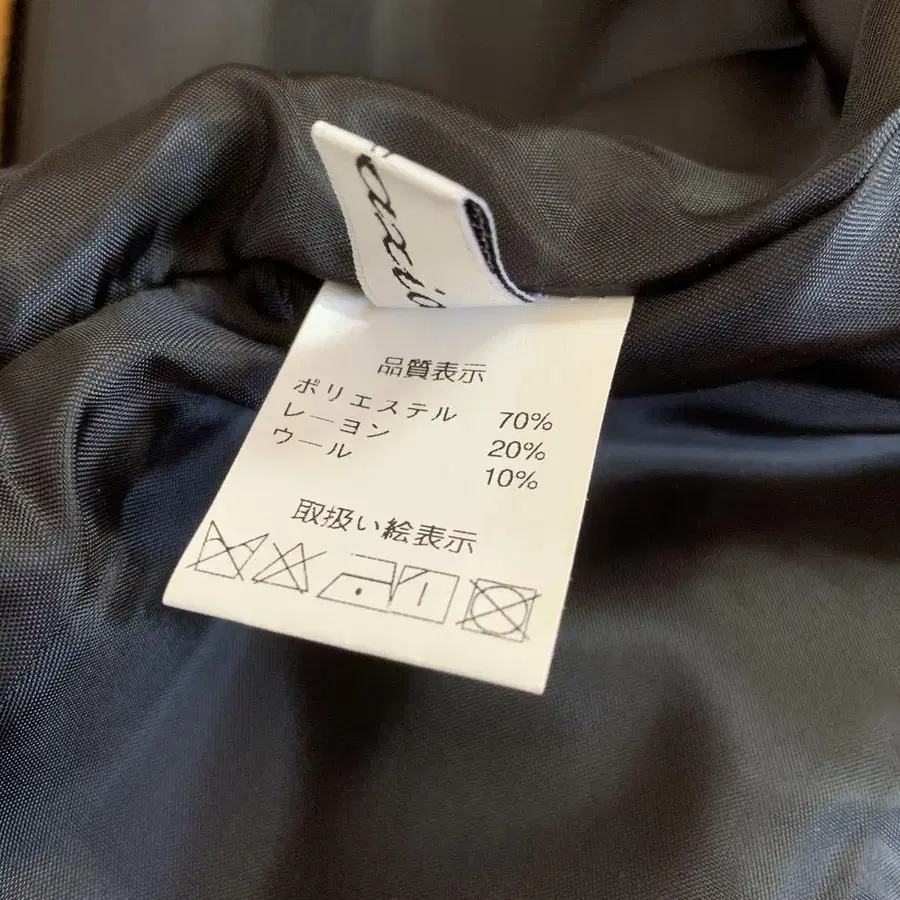 品質表示
ポリエステル 70%
レーヨン 20%
ウール 10%
取扱い絵表示